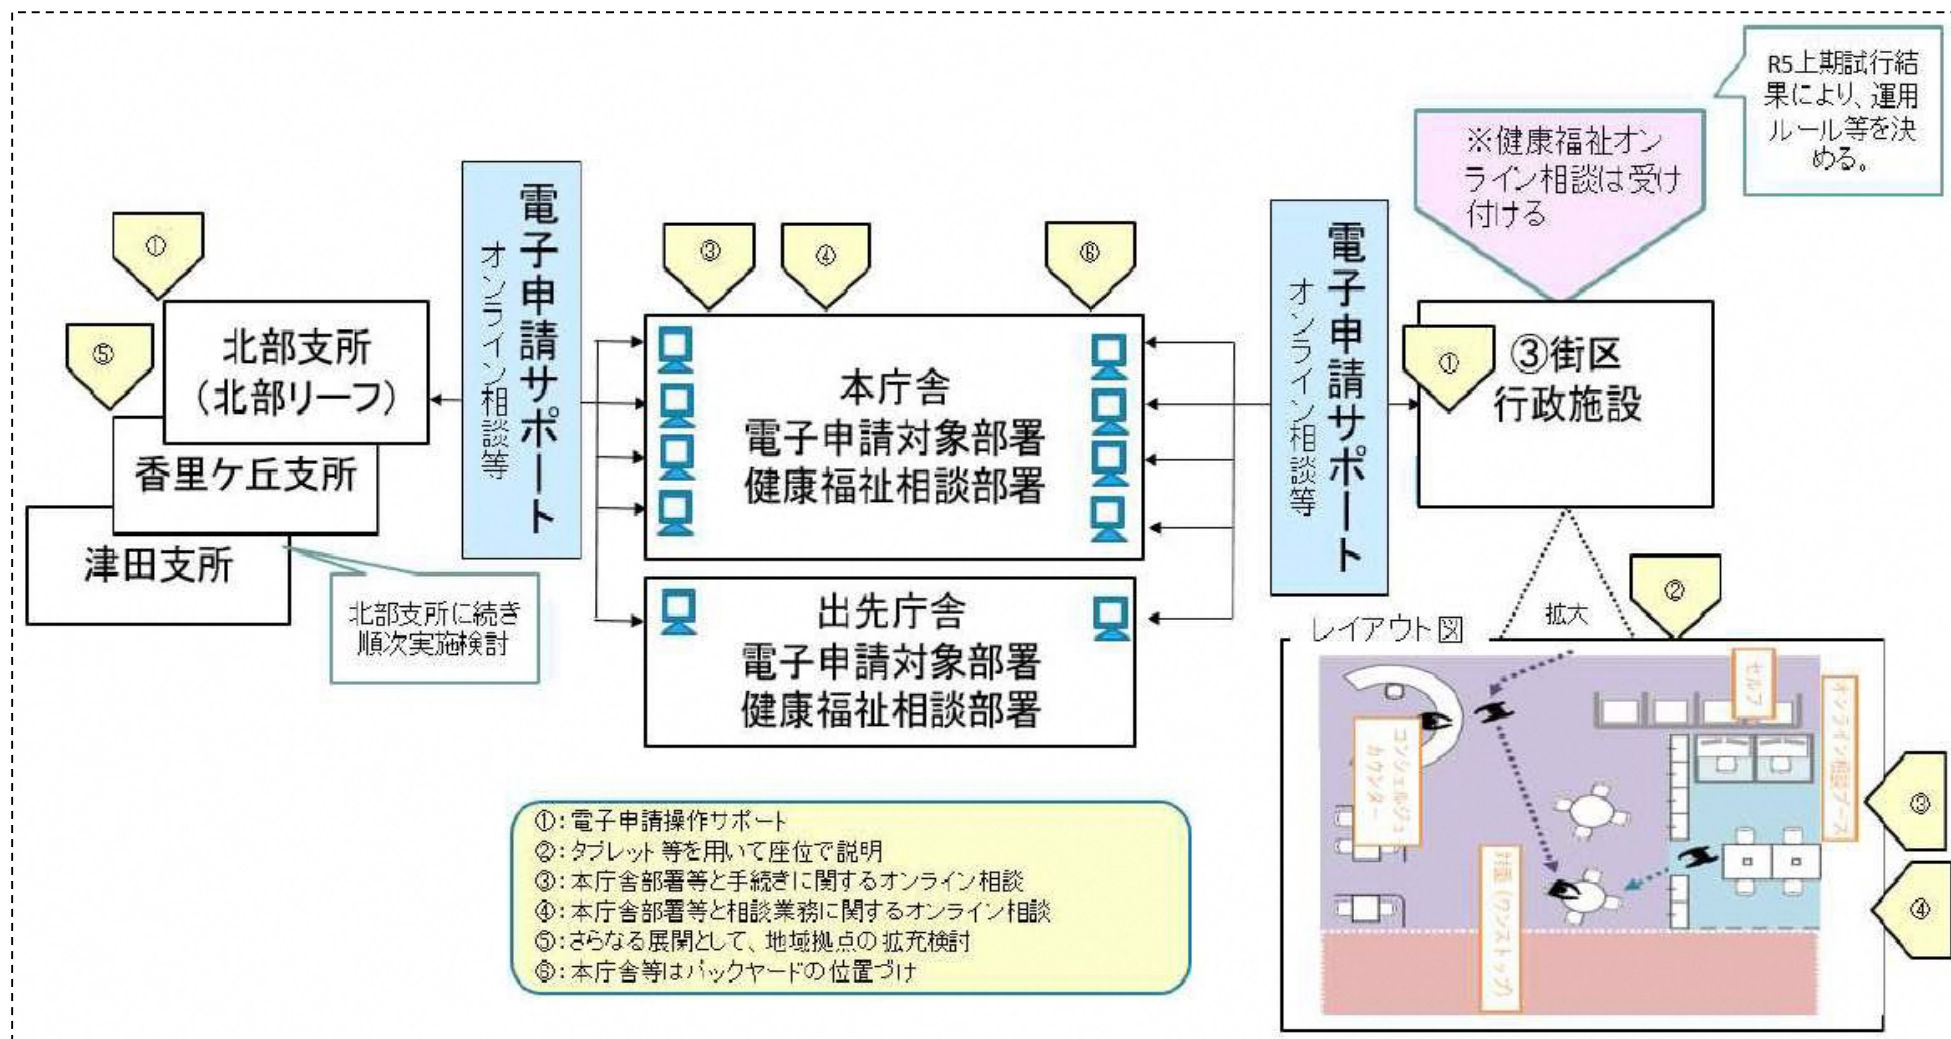 R5上期試行結
果により、運用
ルール等を決
める。
※健康福祉オン
ライン相談は受け
付ける
①
⑤
北部支所
（北部リーフ）
香里ケ丘支所
津田支所
北部支所に続き
順次実施検討
電子申請サポート
オンライン相談等
③
④
⑥
本庁舎
電子申請対象部署
健康福祉相談部署
出先庁舎
電子申請対象部署
健康福祉相談部署
電子申請サポート
オンライン相談等
①
③街区
行政施設
②
拡大
レイアウト図
セルフ
オンライン相談ブース
コンシェルジュ
カウンター
対面（ワンストップ）
③
④
①：電子申請操作サポート
②：タブレット等を用いて座位で説明
③：本庁舎部署等と手続きに関するオンライン相談
④：本庁舎部署等と相談業務に関するオンライン相談
⑤：さらなる展開として、地域拠点の拡充検討
⑥：本庁舎等はバックヤードの位置づけ